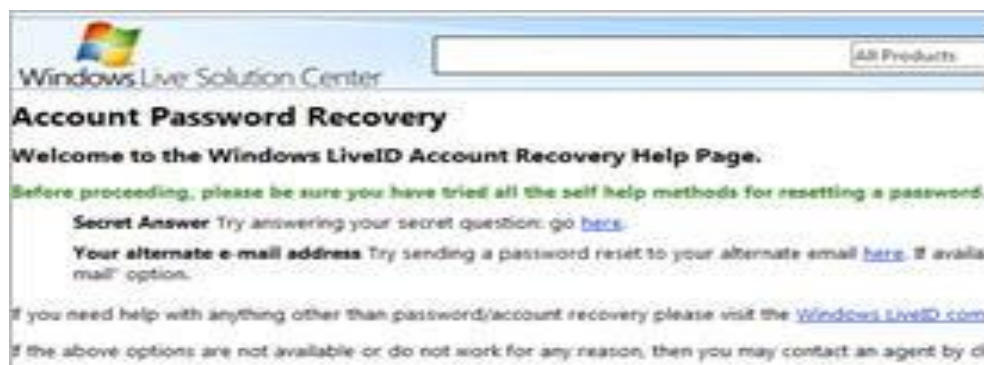 Windows Live Solution Center
All Products
Account Password Recovery
Welcome to the Windows LiveID Account Recovery Help Page.
Before proceeding, please be sure you have tried all the self help methods for resetting a password.
Secret Answer Try answering your secret question: go here.
Your alternate e-mail address Try sending a password reset to your alternate email here. If availa
mail" option.
If you need help with anything other than password/account recovery please visit the Windows LiveID com
If the above options are not available or do not work for any reason, then you may contact an agent by cl